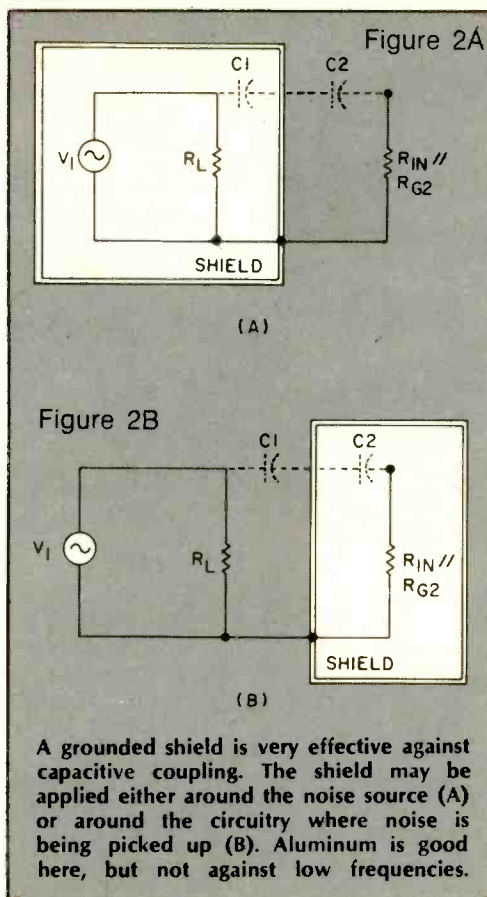 Figure 2A
C1
C2
V1
RL
RIN //
RG2
SHIELD
(A)
Figure 2B
C1
C2
V1
RL
RIN //
RG2
SHIELD
(B)
A grounded shield is very effective against
capacitive coupling. The shield may be
applied either around the noise source (A)
or around the circuitry where noise is
being picked up (B). Aluminum is good
here, but not against low frequencies.